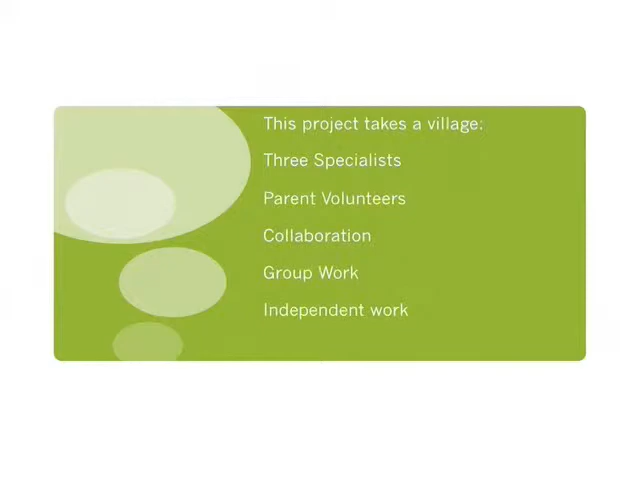 This project takes a village:
Three Specialists
Parent Volunteers
Collaboration
Group Work
Independent work